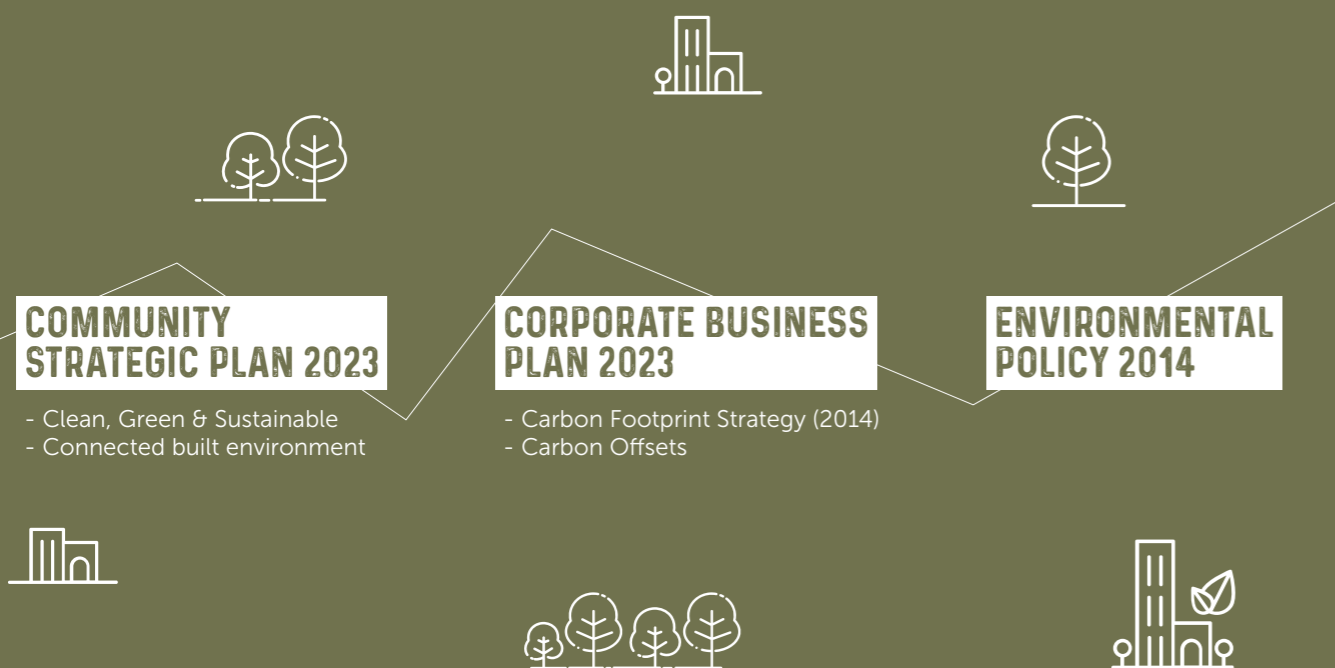 COMMUNITY
STRATEGIC PLAN 2023
- Clean, Green & Sustainable
- Connected built environment
CORPORATE BUSINESS
PLAN 2023
- Carbon Footprint Strategy (2014)
- Carbon Offsets
ENVIRONMENTAL
POLICY 2014